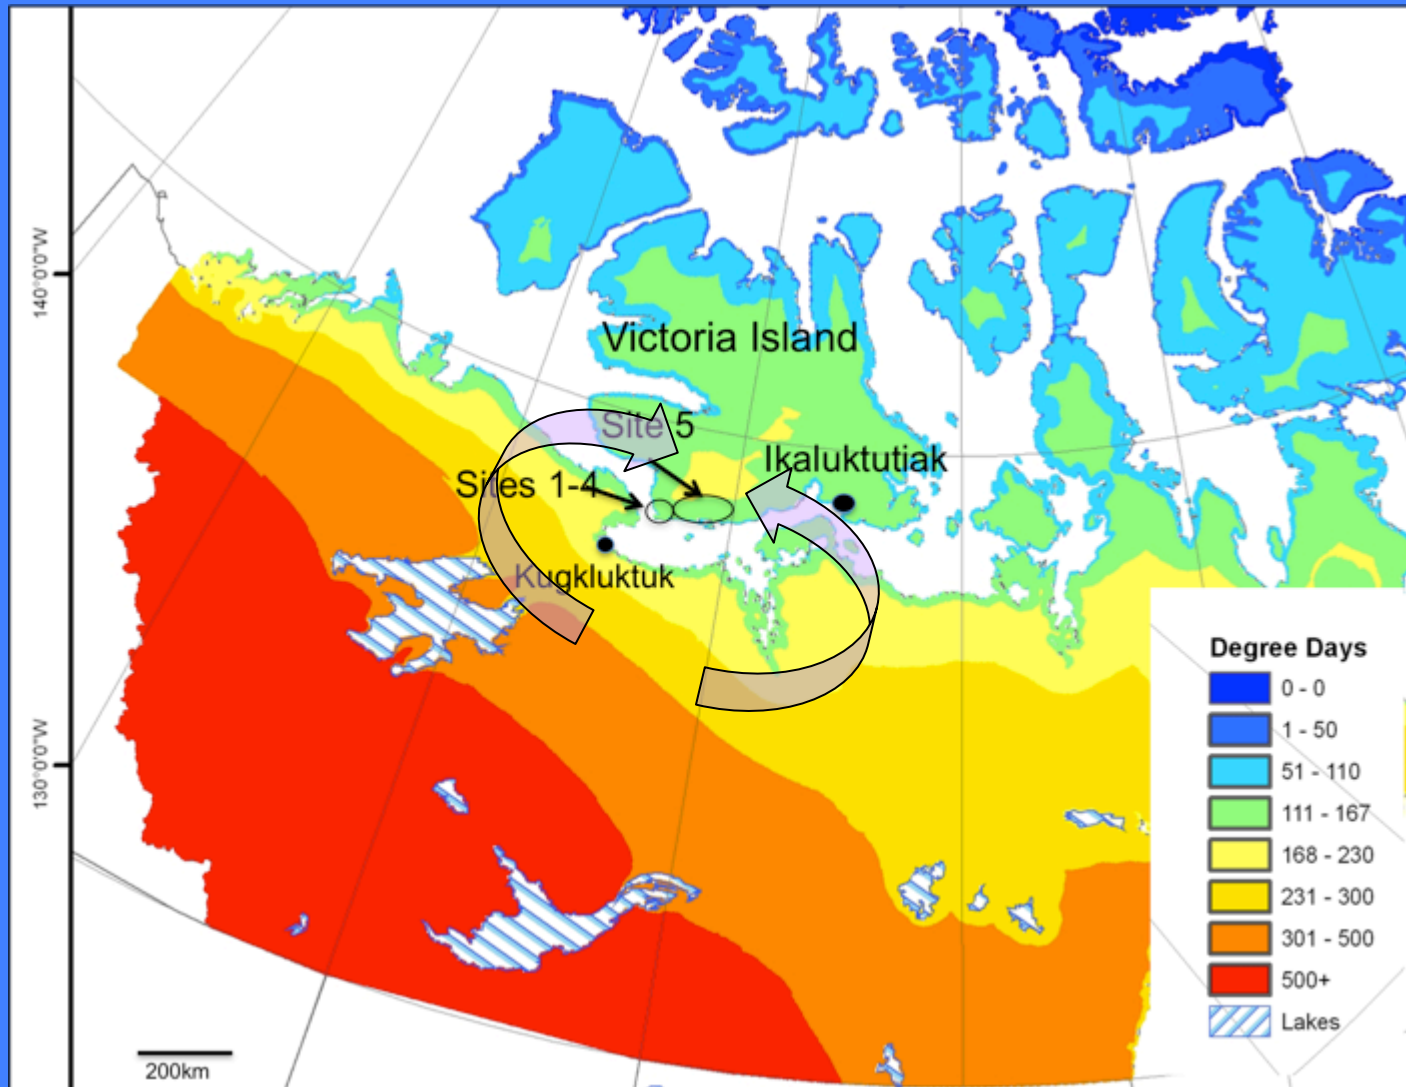 140°0'0"W
130°0'0"W
Victoria Island
Site 5
Ikaluktutiak
Sites 1-4
Kugkluktuk
Degree Days
0 - 0
1 - 50
51 - 110
111 - 167
168 - 230
231 - 300
301 - 500
500+
Lakes
200km